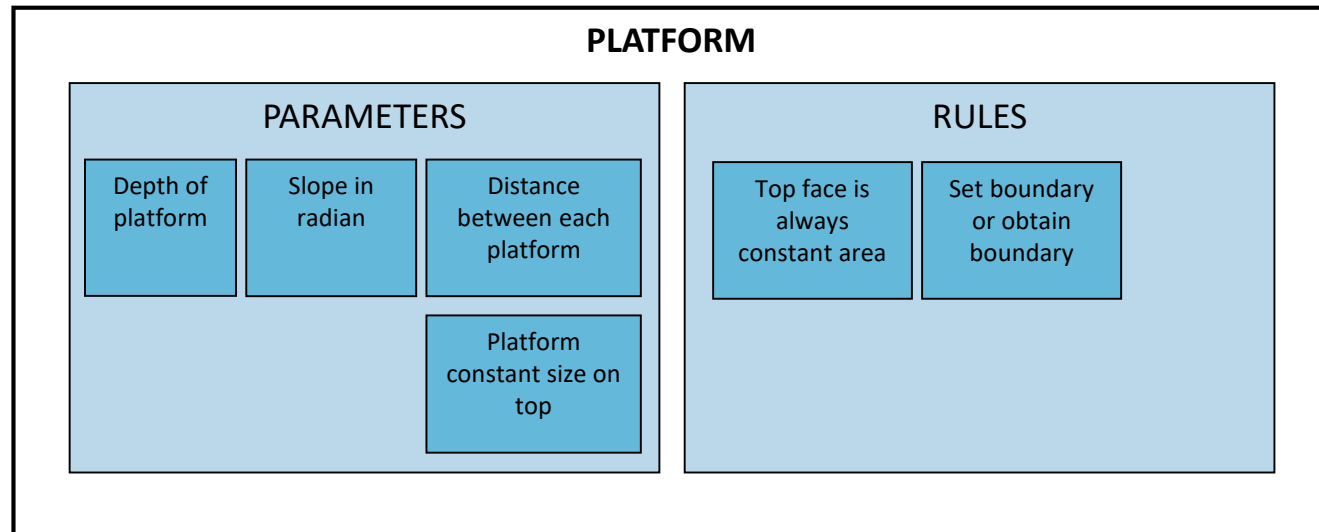 PLATFORM
PARAMETERS
Depth of
platform
Slope in
radian
Distance
between each
platform
Platform
constant size on
top
RULES
Top face is
always
constant area
Set boundary
or obtain
boundary